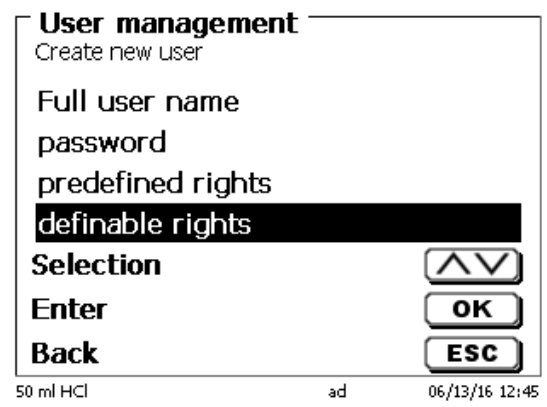 User management
Create new user
Full user name
password
predefined rights
definable rights
Selection
Enter OK
Back ESC
50 ml HCl ad 06/13/16 12:45